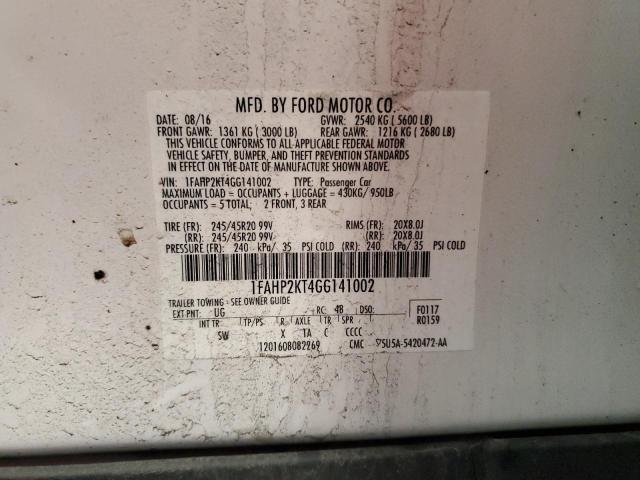 MFD. BY FORD MOTOR CO.
DATE: 08/16 GVWR: 2540 KG ( 5600 LB)
FRONT GAWR: 1361 KG ( 3000 LB) REAR GAWR: 1216 KG ( 2680 LB)
THIS VEHICLE CONFORMS TO ALL APPLICABLE FEDERAL MOTOR
VEHICLE SAFETY, BUMPER, AND THEFT PREVENTION STANDARDS
IN EFFECT ON THE DATE OF MANUFACTURE SHOWN ABOVE.
VIN: 1FAHP2KT4GG141002 TYPE: Passenger Car
MAXIMUM LOAD = OCCUPANTS + LUGGAGE = 430KG/ 950LB
OCCUPANTS = 5 TOTAL; 2 FRONT, 3 REAR
TIRE (FR): 245/45R20 99V RIMS (FR): 20X8.0J
(RR): 245/45R20 99V (RR): 20X8.0J
PRESSURE (FR): 240 kPa/ 35 PSI COLD (RR): 240 kPa/ 35 PSI COLD
1FAHP2KT4GG141002
TRAILER TOWING - SEE OWNER GUIDE
EXT PNT: UG RC: 48 DSO: F0117
INT TR TP/PS R AXLE TR SPR R0159
SW X TA C CCCC
1201608082269 CMC 5U5A-5420472-AA